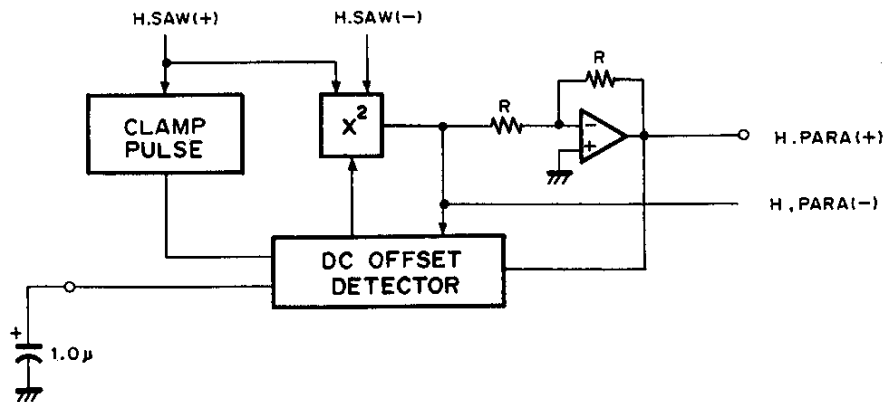 H.SAW(+)
H.SAW(-)
CLAMP
PULSE
X²
R
R
-
+
H.PARA(+)
H,PARA(-)
DC OFFSET
DETECTOR
+
1.0μ